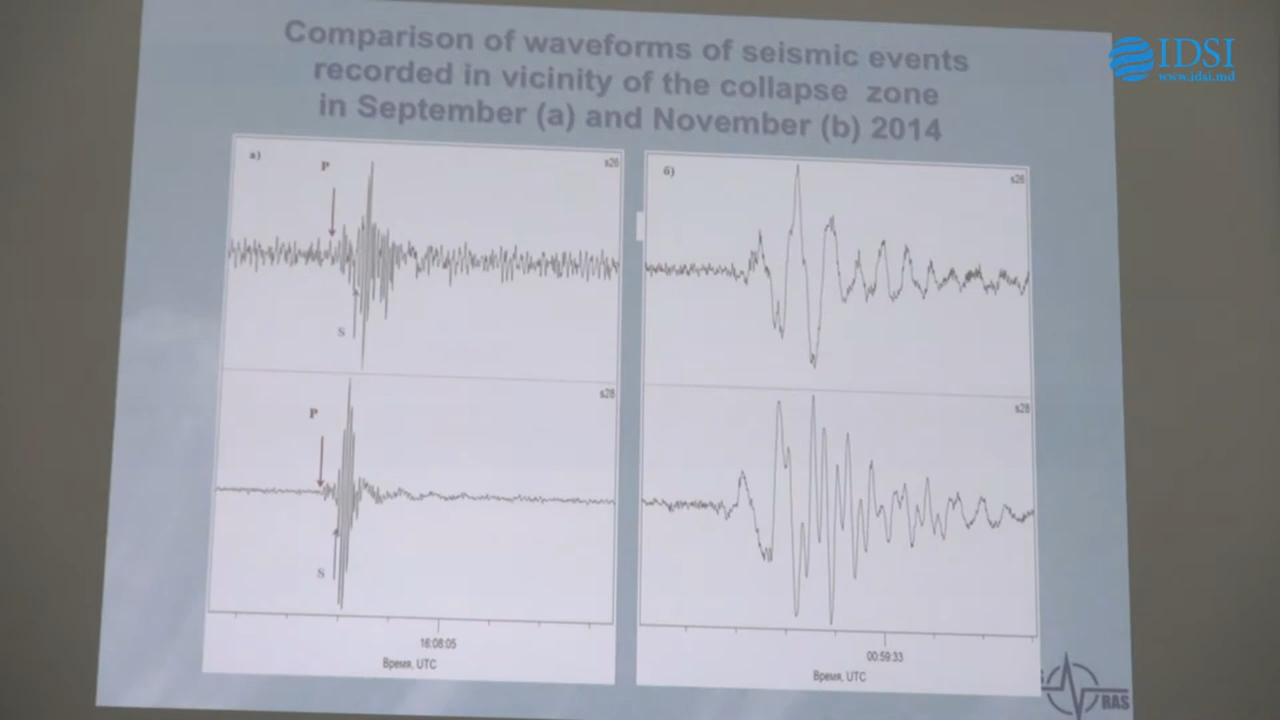 Comparison of waveforms of seismic events
recorded in vicinity of the collapse zone
in September (a) and November (b) 2014
IDSI
www.idsi.md
а)
P
s26
S
P
s28
S
16:08:05
Время, UTC
б)
s26
s28
00:59:33
Время, UTC
RAS